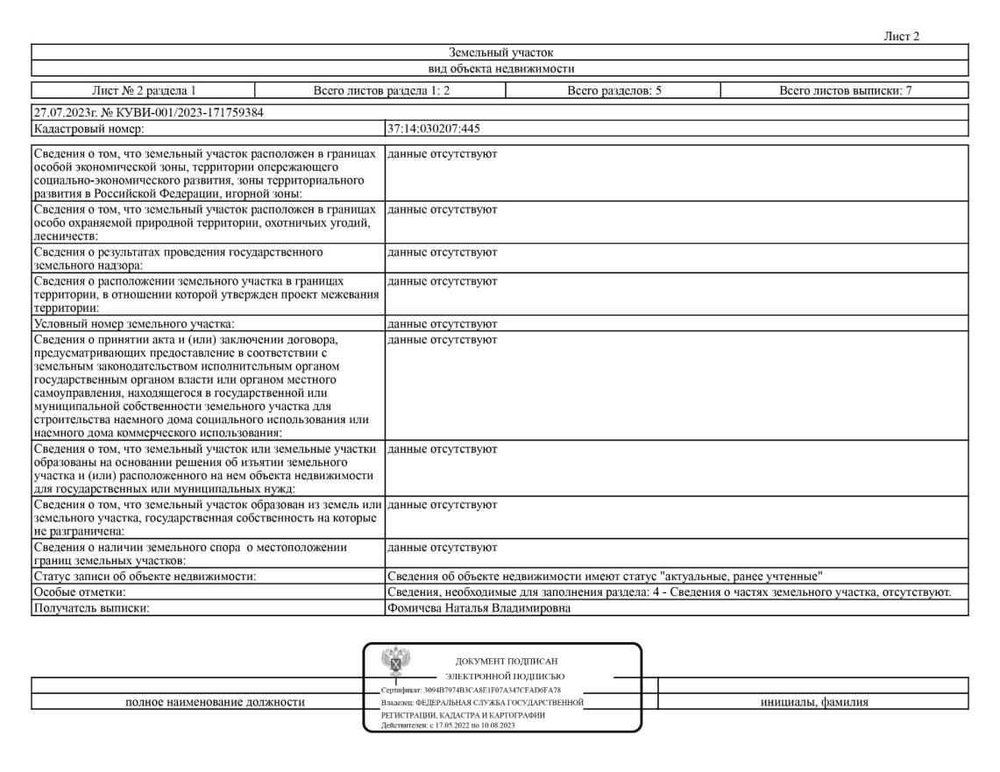 Лист 2
Земельный участок
вид объекта недвижимости
Лист № 2 раздела 1
Всего листов раздела 1: 2
Всего разделов: 5
Всего листов выписки: 7
27.07.2023г. № КУВИ-001/2023-171759384
Кадастровый номер:
37:14:030207:445
Сведения о том, что земельный участок расположен в границах
особой экономической зоны, территории опережающего
социально-экономического развития, зоны территориального
развития в Российской Федерации, игорной зоны:
данные отсутствуют
Сведения о том, что земельный участок расположен в границах
особо охраняемой природной территории, охотничьих угодий,
лесничеств:
данные отсутствуют
Сведения о результатах проведения государственного
земельного надзора:
данные отсутствуют
Сведения о расположении земельного участка в границах
территории, в отношении которой утвержден проект межевания
территории:
данные отсутствуют
Условный номер земельного участка:
данные отсутствуют
Сведения о принятии акта и (или) заключении договора,
предусматривающих предоставление в соответствии с
земельным законодательством исполнительным органом
государственным органом власти или органом местного
самоуправления, находящегося в государственной или
муниципальной собственности земельного участка для
строительства наемного дома социального использования или
наемного дома коммерческого использования:
данные отсутствуют
Сведения о том, что земельный участок или земельные участки
образованы на основании решения об изъятии земельного
участка и (или) расположенного на нем объекта недвижимости
для государственных или муниципальных нужд:
данные отсутствуют
Сведения о том, что земельный участок образован из земель или
земельного участка, государственная собственность на которые
не разграничена:
данные отсутствуют
Сведения о наличии земельного спора о местоположении
границ земельных участков:
данные отсутствуют
Статус записи об объекте недвижимости:
Сведения об объекте недвижимости имеют статус "актуальные, ранее учтенные"
Особые отметки:
Сведения, необходимые для заполнения раздела: 4 - Сведения о частях земельного участка, отсутствуют.
Получатель выписки:
Фомичева Наталья Владимировна
ДОКУМЕНТ ПОДПИСАН
ЭЛЕКТРОННОЙ ПОДПИСЬЮ
Сертификат: 3094B7974B3CA8E1F07A347CFAD6FA78
Владелец: ФЕДЕРАЛЬНАЯ СЛУЖБА ГОСУДАРСТВЕННОЙ
РЕГИСТРАЦИИ, КАДАСТРА И КАРТОГРАФИИ
Действителен: с 17.05.2022 по 10.08.2023
полное наименование должности
инициалы, фамилия